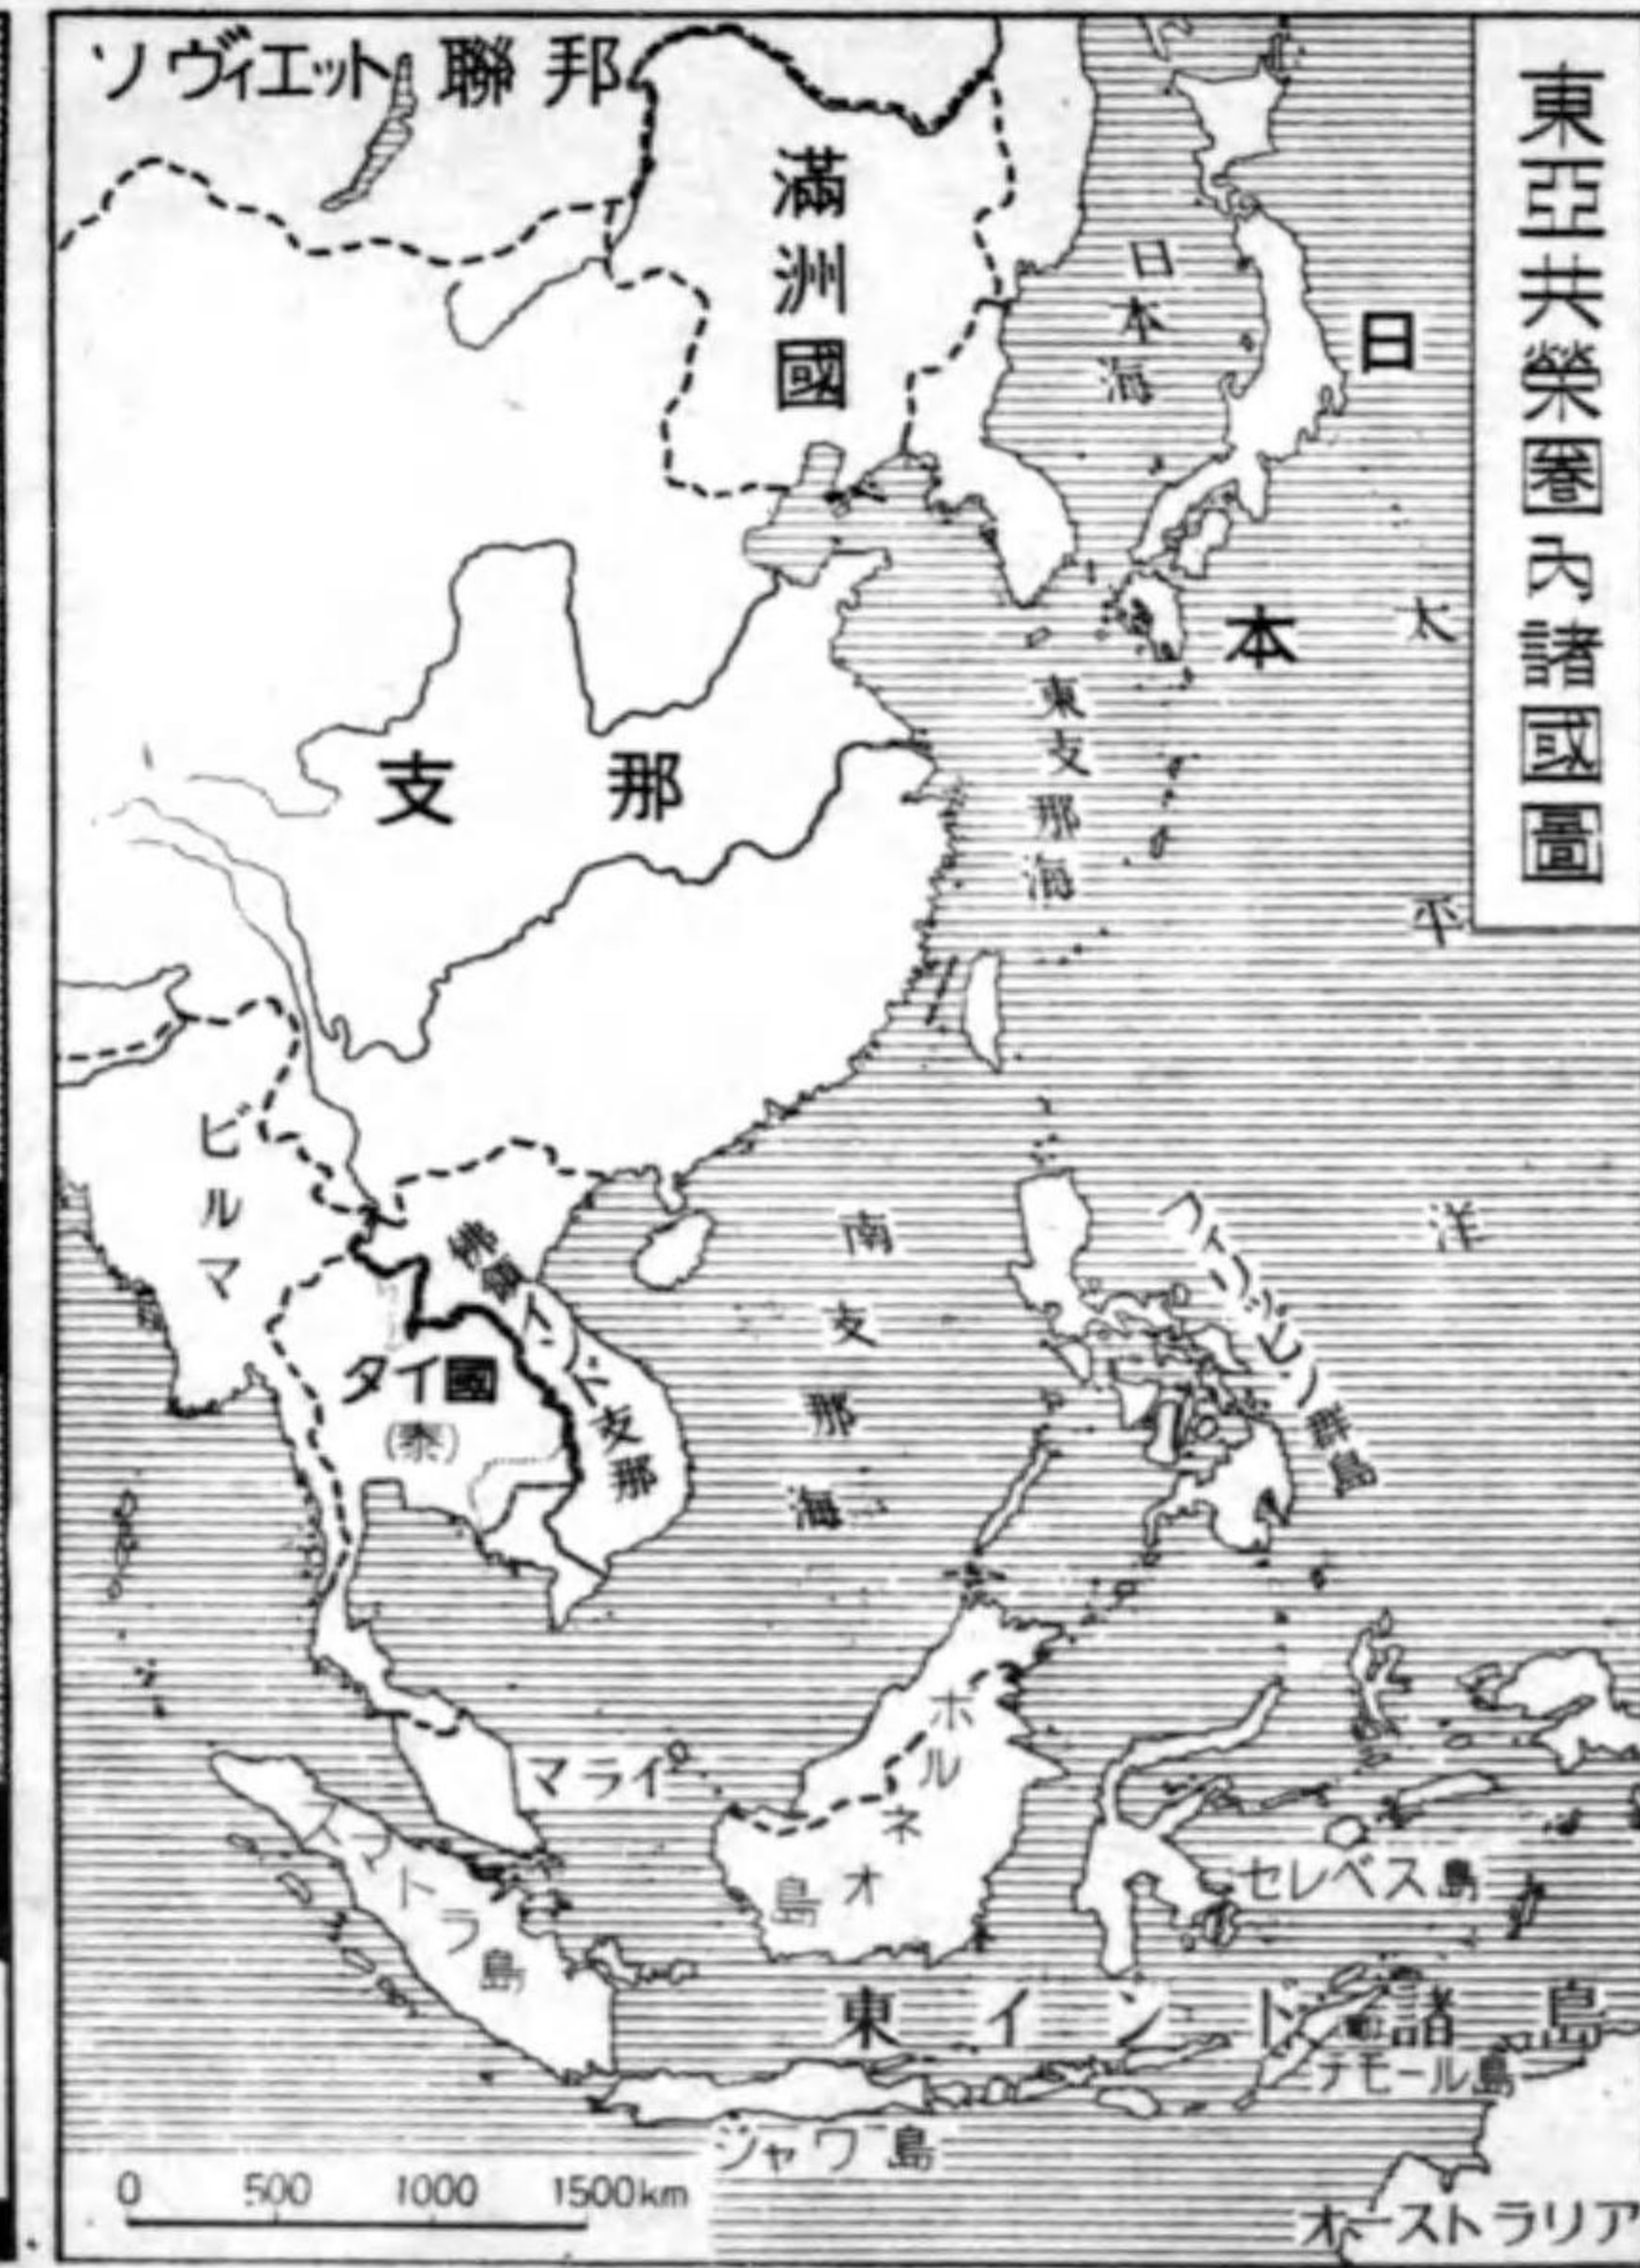 東亞共榮圈內諸國圖
ソヴィエット聯邦
滿洲國
日本海
日本
太平洋
東支那海
支那
ビルマ
佛領インド支那
タイ國
(泰)
南支那海
フィリッピン群島
マライ
ボルネオ島
スマトラ島
セレベス島
東インド諸島
チモール島
ジャワ島
オーストラリア
0 500 1000 1500km